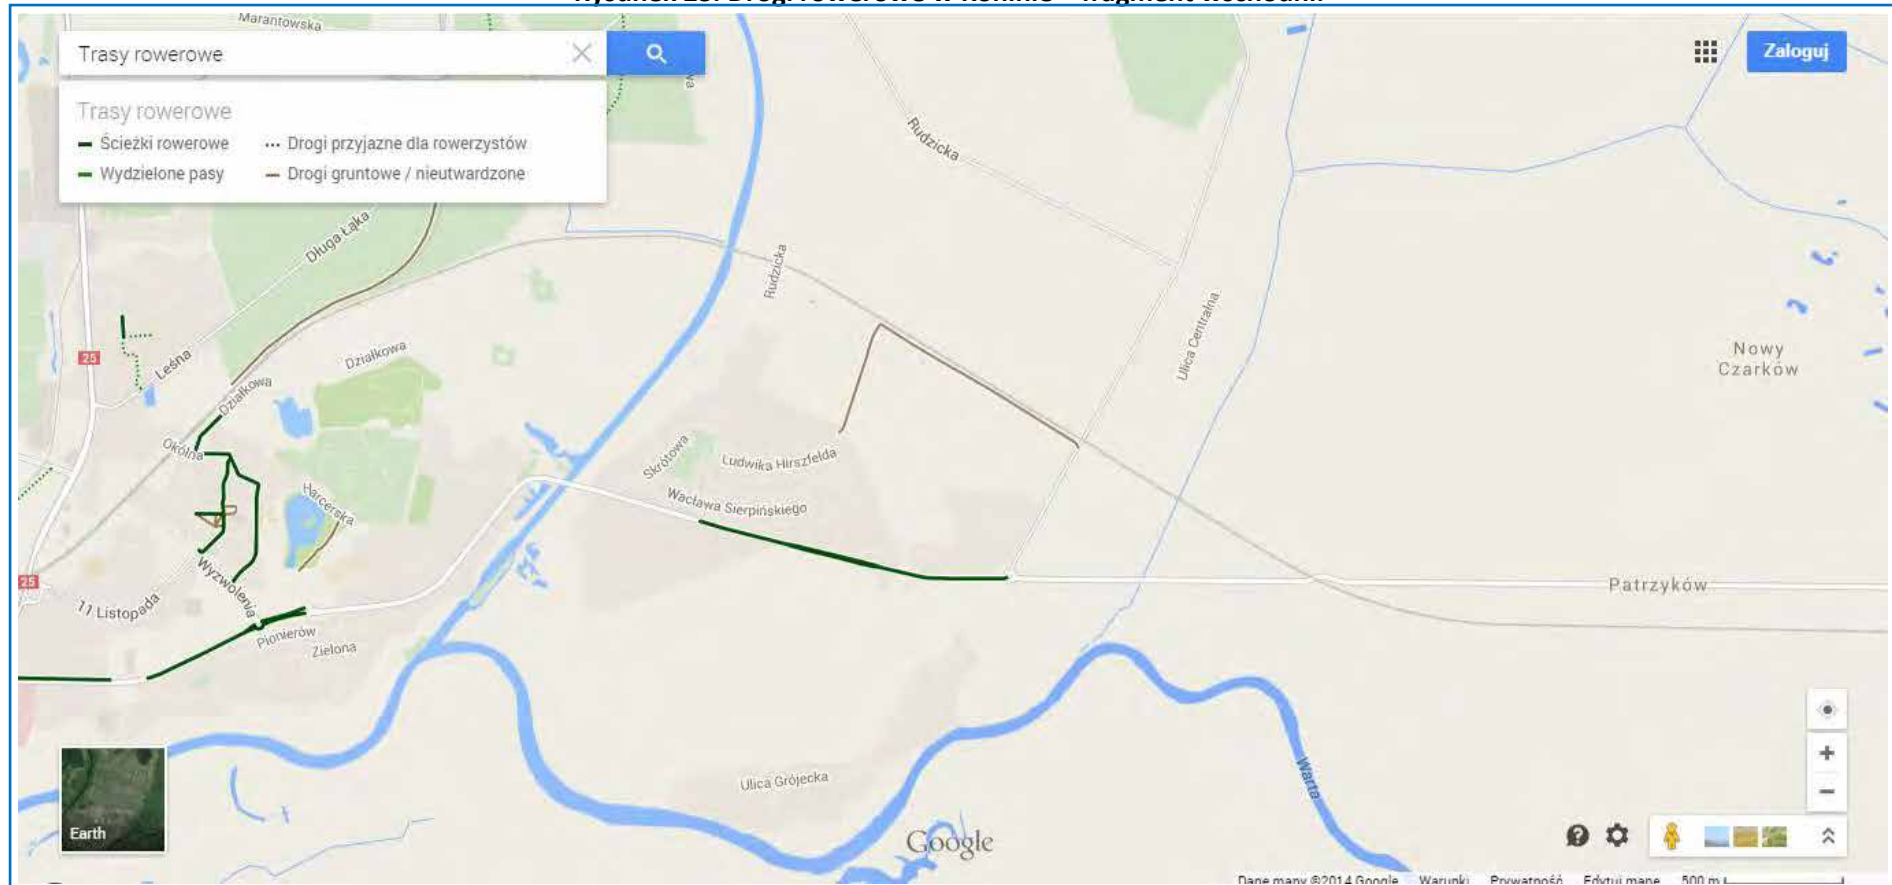 Marantowska
Trasy rowerowe
Zaloguj
Trasy rowerowe
Ścieżki rowerowe
Drogi przyjazne dla rowerzystów
Wydzielone pasy
Drogi gruntowe / nieutwardzone
Rudzicka
Długa Łąka
Rudzicka
Ulica Centralna
Nowy
Czarków
25
Leśna
Działkowa
Działkowa
Okólna
Skrótowa
Ludwika Hirszfelda
Harcerska
Wacława Sierpińskiego
25
Wyzwolenia
11 Listopada
Patrzyków
Pionierów
Zielona
Ulica Grójecka
Warta
Earth
Google
Dane mapy ©2014 Google
Warunki
Prywatność
Edytuj mapę
500 m